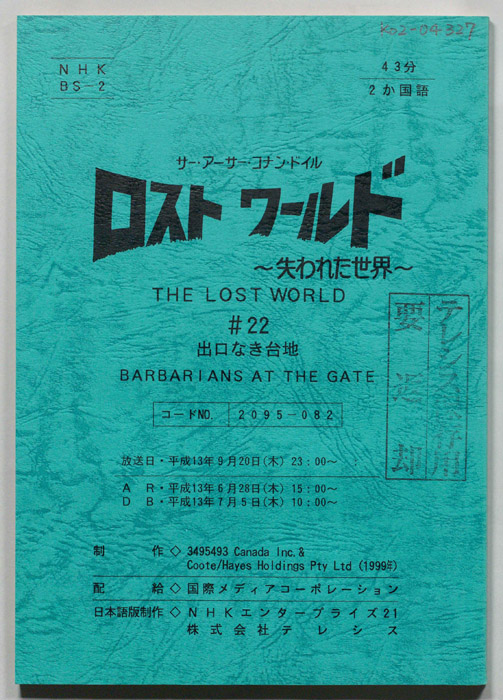 K02-04327
NHK
BS-2
43分
2か国語
サー・アーサー・コナン・ドイル
ロスト ワールド
～失われた世界～
THE LOST WORLD
#22
出口なき台地
BARBARIANS AT THE GATE
コードNO. 2095-082
テレシス保存用
要返却
放送日・平成13年9月20日(木) 23:00～
AR・平成13年6月28日(木) 15:00～
DB・平成13年7月5日(木) 10:00～
制作◇3495493 Canada Inc.&
Coote/Hayes Holdings Pty Ltd (1999年)
配給◇国際メディアコーポレーション
日本語版制作◇NHKエンタープライズ21
株式会社テレシス